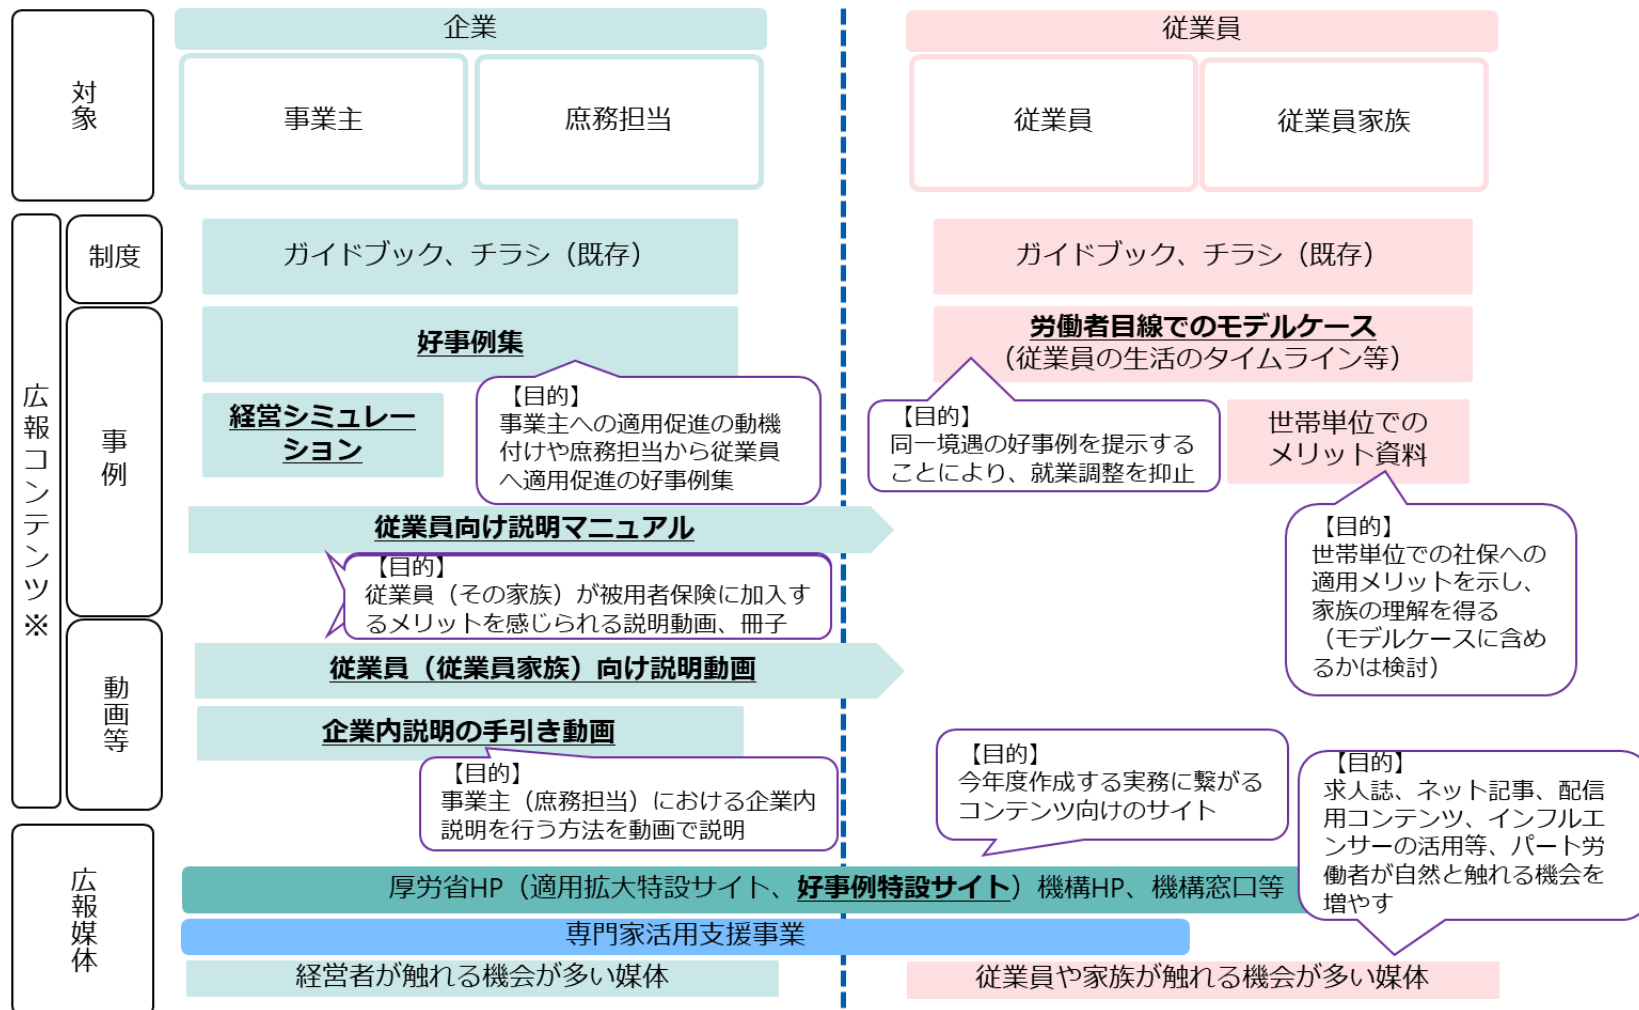 対象
企業
事業主
庶務担当
従業員
従業員
従業員家族
広報コンテンツ※
制度
ガイドブック、チラシ（既存）
ガイドブック、チラシ（既存）
事例
好事例集
【目的】
事業主への適用促進の動機
付けや庶務担当から従業員
へ適用促進の好事例集
経営シミュレー
ション
労働者目線でのモデルケース
（従業員の生活のタイムライン等）
【目的】
同一境遇の好事例を提示する
ことにより、就業調整を抑止
世帯単位での
メリット資料
【目的】
世帯単位での社保への
適用メリットを示し、
家族の理解を得る
（モデルケースに含め
るかは検討）
従業員向け説明マニュアル
【目的】
従業員（その家族）が被用者保険に加入す
るメリットを感じられる説明動画、冊子
動画等
従業員（従業員家族）向け説明動画
企業内説明の手引き動画
【目的】
事業主（庶務担当）における企業内
説明を行う方法を動画で説明
【目的】
今年度作成する実務に繋がる
コンテンツ向けのサイト
【目的】
求人誌、ネット記事、配信
用コンテンツ、インフルエ
ンサーの活用等、パート労
働者が自然と触れる機会を
増やす
広報媒体
厚労省HP（適用拡大特設サイト、好事例特設サイト）機構HP、機構窓口等
専門家活用支援事業
経営者が触れる機会が多い媒体
従業員や家族が触れる機会が多い媒体